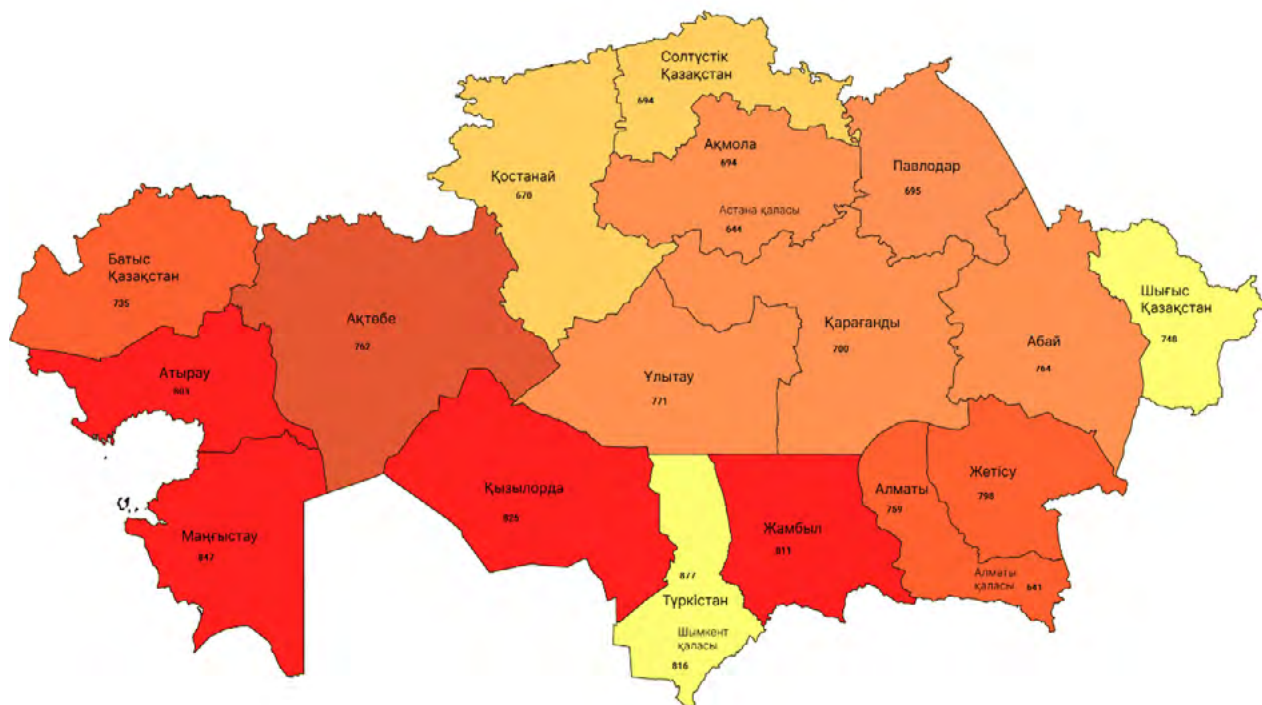 Солтүстік
Қазақстан
694
Ақмола
694
Павлодар
695
Қостанай
670
Астана қаласы
644
Батыс
Қазақстан
735
Шығыс
Қазақстан
748
Ақтөбе
762
Қарағанды
700
Абай
764
Атырау
Ұлытау
771
Жетісу
798
Қызылорда
Алматы
Жамбыл
811
Маңғыстау
847
877
Түркістан
Алматы
қаласы 641
Шымкент
қаласы
816